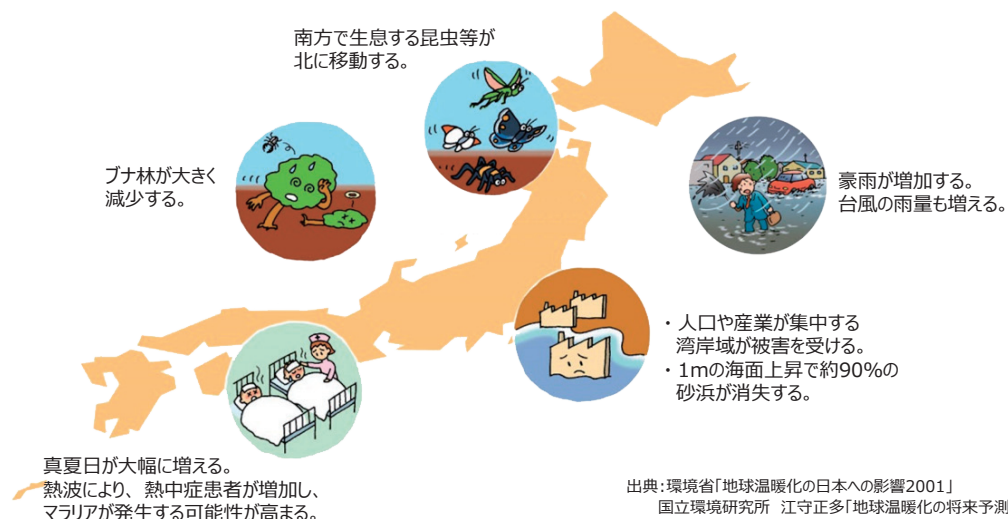 南方で生息する昆虫等が
北に移動する。
ブナ林が大きく
減少する。
豪雨が増加する。
台風の雨量も増える。
・人口や産業が集中する
湾岸域が被害を受ける。
・1mの海面上昇で約90%の
砂浜が消失する。
真夏日が大幅に増える。
熱波により、熱中症患者が増加し、
マラリアが発生する可能性が高まる。
出典:環境省「地球温暖化の日本への影響2001」
国立環境研究所 江守正多「地球温暖化の将来予測